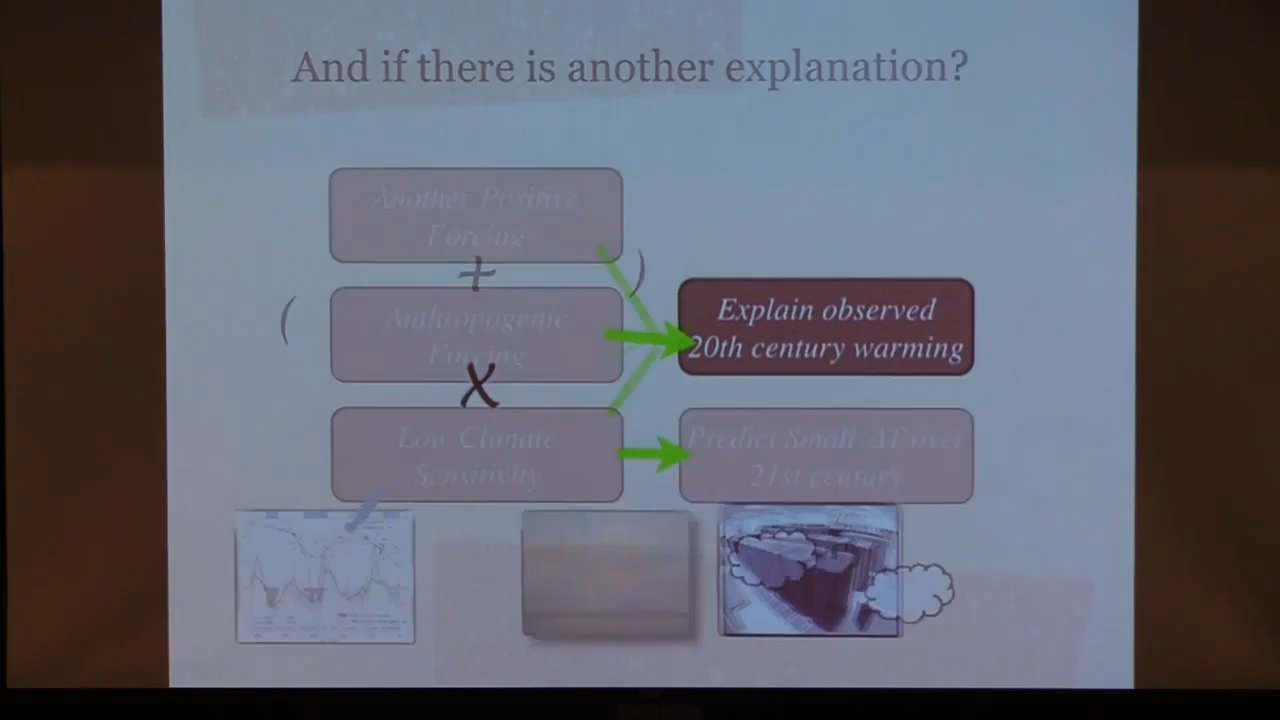 And if there is another explanation?
Another Positive
Forcing
+
(
)
Anthropogenic
Forcing
X
Explain observed
20th century warming
Low Climate
Sensitivity
Predict Small ΔT over
21st century